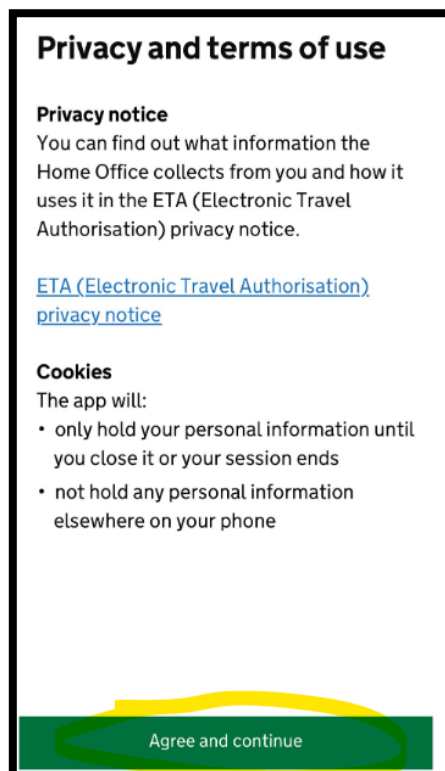 Privacy and terms of use
Privacy notice
You can find out what information the
Home Office collects from you and how it
uses it in the ETA (Electronic Travel
Authorisation) privacy notice.
ETA (Electronic Travel Authorisation)
privacy notice
Cookies
The app will:
• only hold your personal information until
you close it or your session ends
• not hold any personal information
elsewhere on your phone
Agree and continue